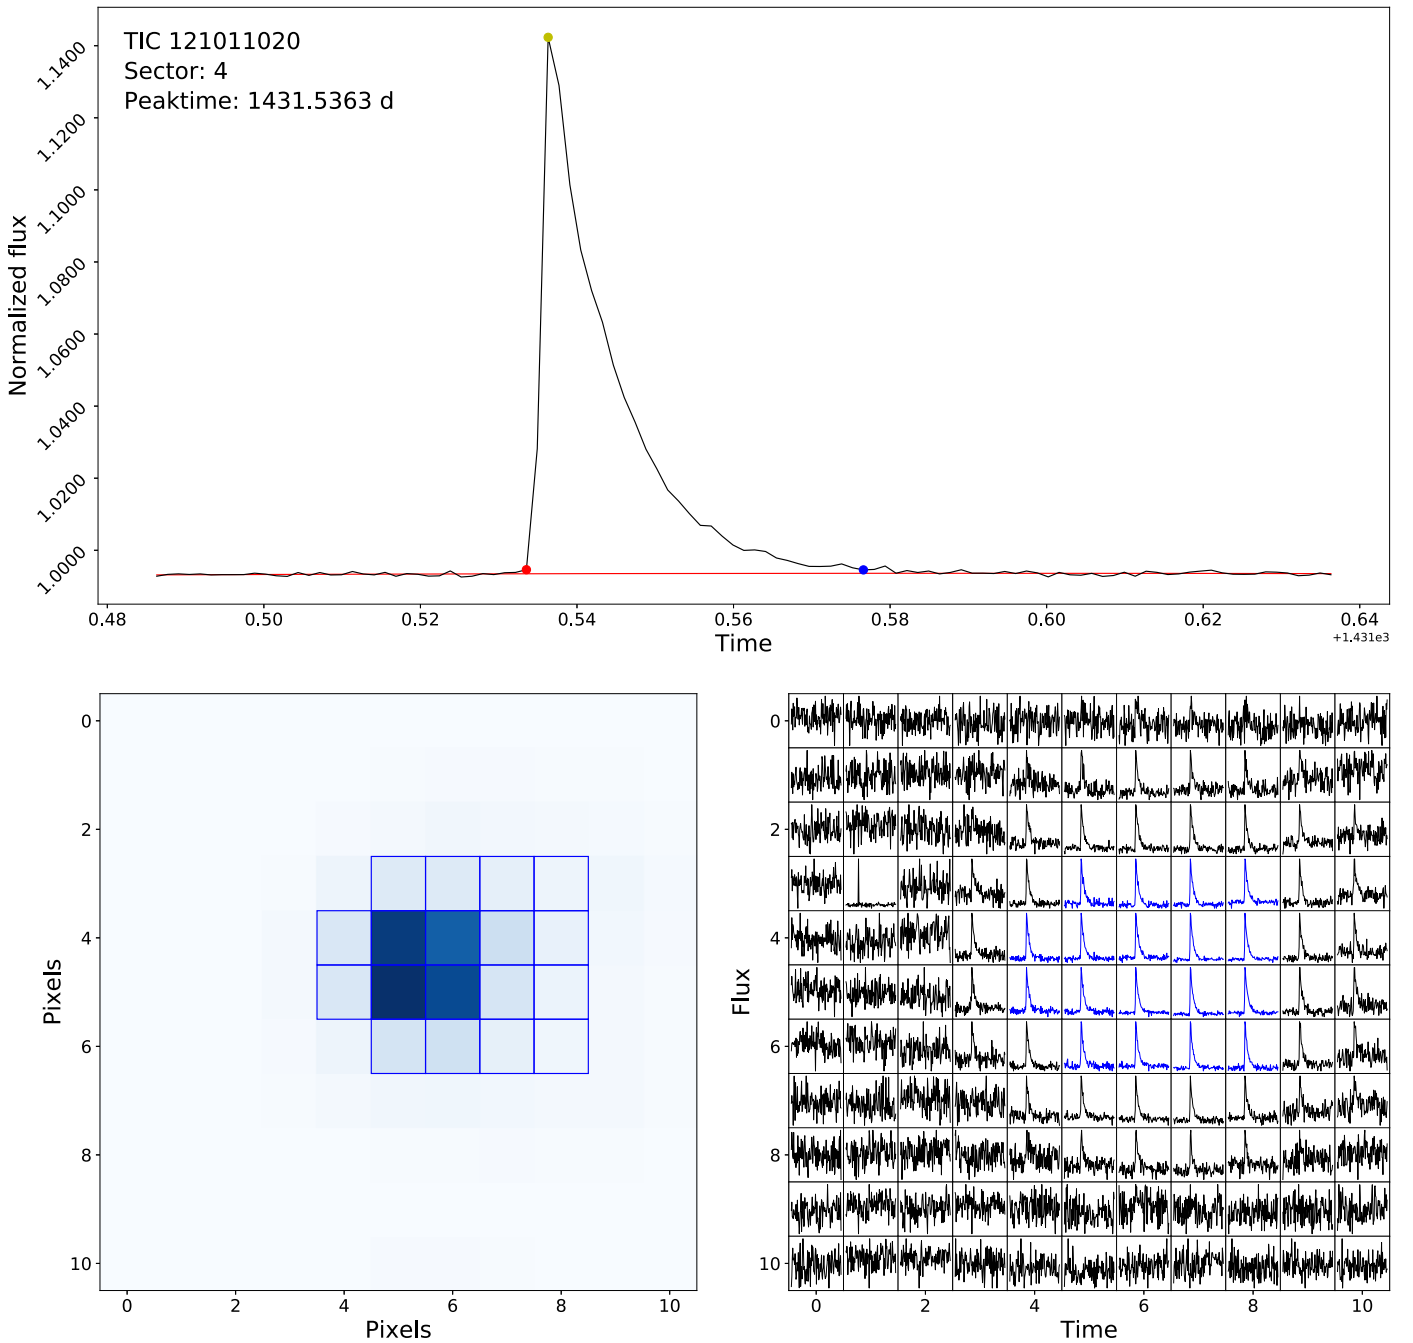 TIC 121011020
Sector: 4
Peaktime: 1431.5363 d
Normalized flux
1.1400
1.1200
1.1000
1.0800
1.0600
1.0400
1.0200
1.0000
0.48 0.50 0.52 0.54 0.56 0.58 0.60 0.62 0.64
+1.431e3
Time
Pixels
0
2
4
6
8
10
0 2 4 6 8 10
Pixels
Flux
0
2
4
6
8
10
0 2 4 6 8 10
Time